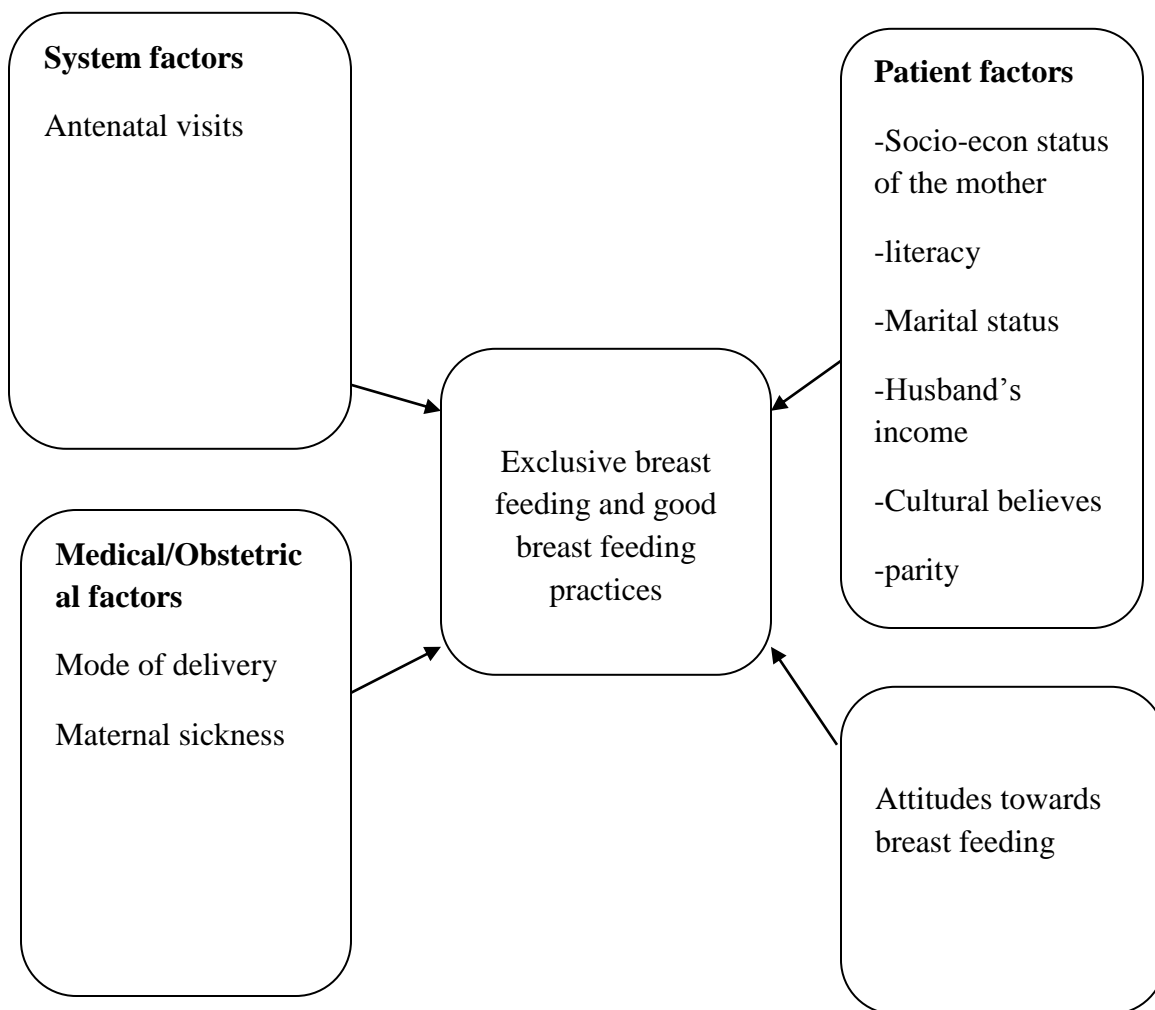 System factors
Antenatal visits
Patient factors
-Socio-econ status
of the mother
-literacy
-Marital status
-Husband’s
income
-Cultural believes
-parity
Exclusive breast
feeding and good
breast feeding
practices
Medical/Obstetric
al factors
Mode of delivery
Maternal sickness
Attitudes towards
breast feeding